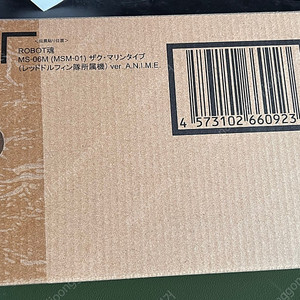 ROBOT魂
MS-06M (MSM-01) ザク・マリンタイプ
(レッドドルフィン隊所属機) ver. A.N.I.M.E.
4 573102 660923